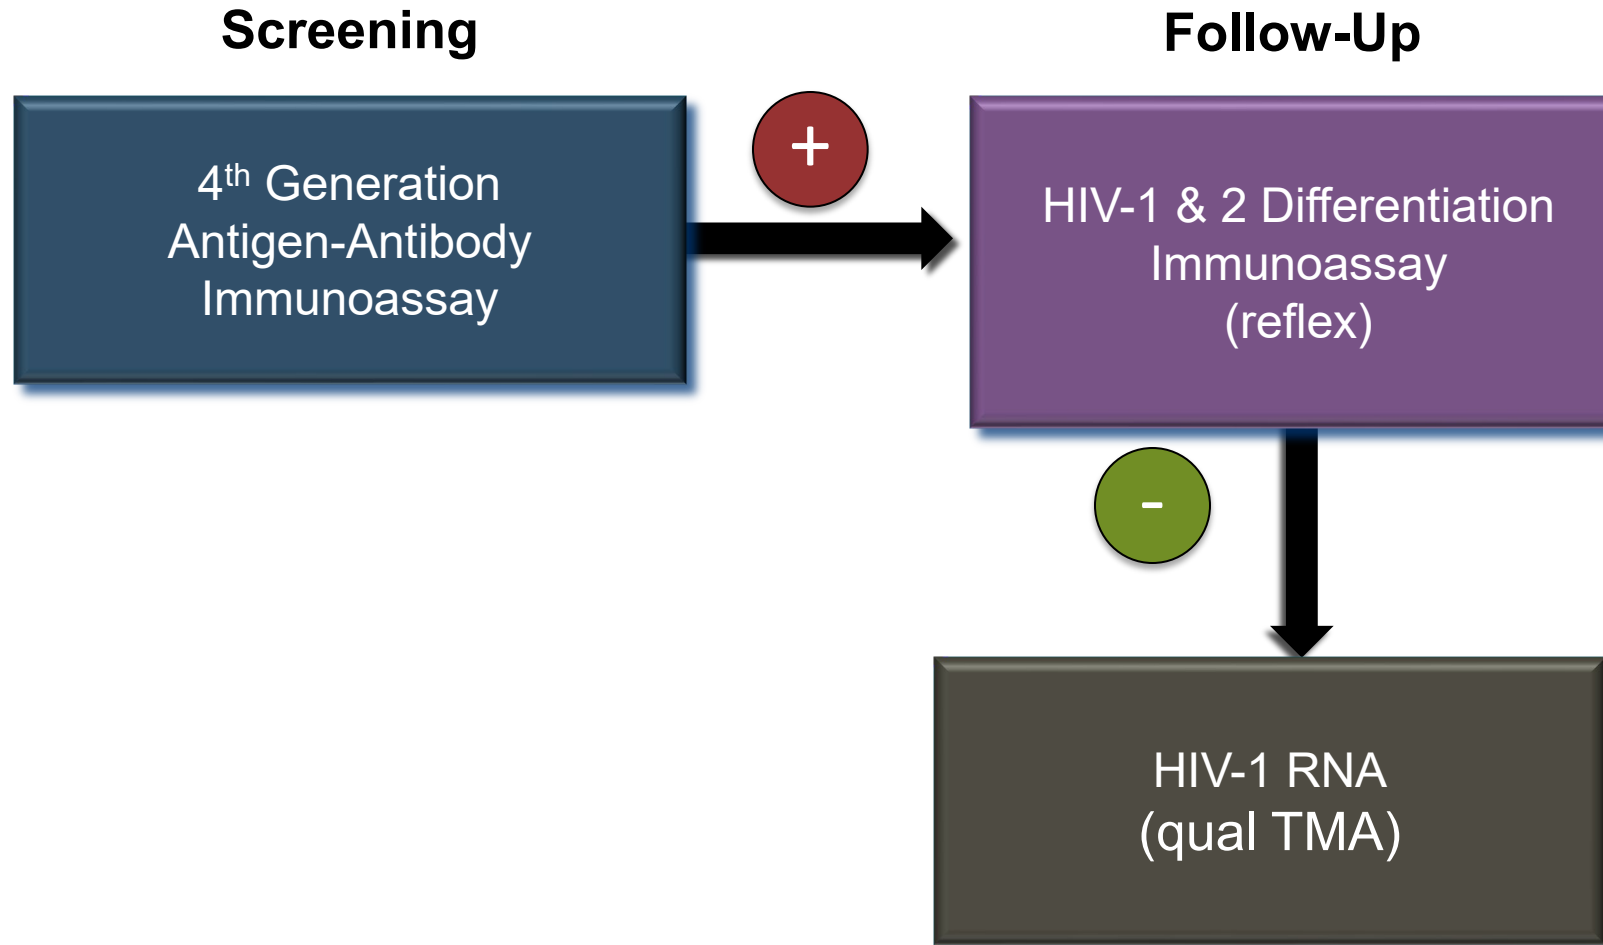 Screening
Follow-Up
4th Generation
Antigen-Antibody
Immunoassay
+
HIV-1 & 2 Differentiation
Immunoassay
(reflex)
-
HIV-1 RNA
(qual TMA)